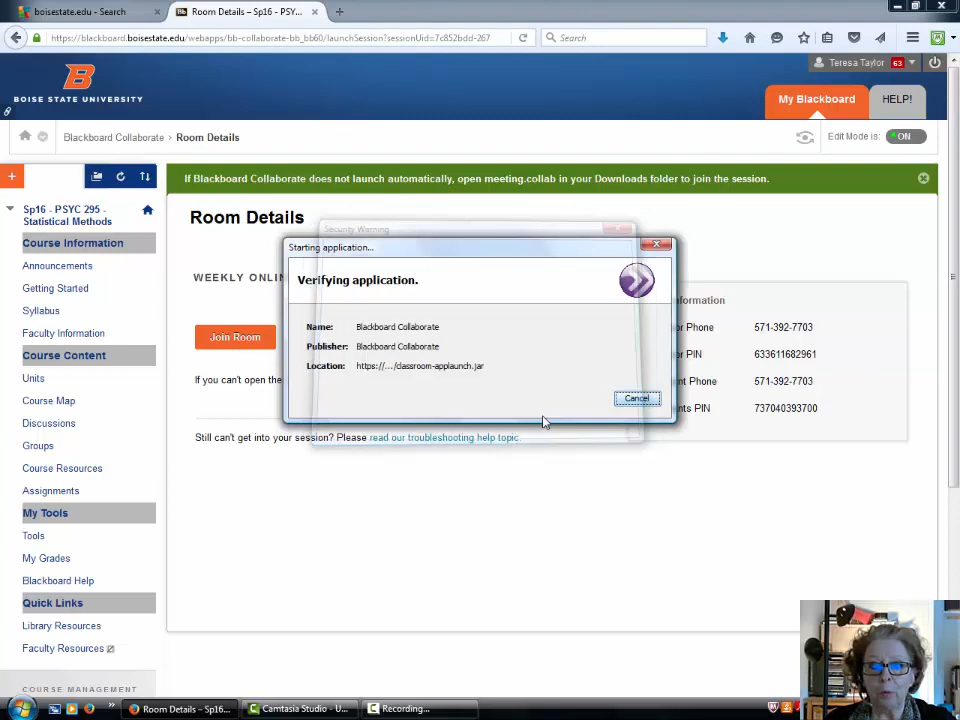 boisestate.edu - Search
Room Details – Sp16 - PSY...
https://blackboard.boisestate.edu/webapps/bb-collaborate-bb_bb60/launchSession?sessionUid=7c852bdd-267
Search
Teresa Taylor 63
B
BOISE STATE UNIVERSITY
My Blackboard
HELP!
Blackboard Collaborate > Room Details
Edit Mode is: ON
If Blackboard Collaborate does not launch automatically, open meeting.collab in your Downloads folder to join the session.
Sp16 - PSYC 295 -
Statistical Methods
Course Information
Announcements
Getting Started
Syllabus
Faculty Information
Course Content
Units
Course Map
Discussions
Groups
Course Resources
Assignments
My Tools
Tools
My Grades
Blackboard Help
Quick Links
Library Resources
Faculty Resources
COURSE MANAGEMENT
Room Details
WEEKLY ONLIN
Join Room
If you can't open the
Still can't get into your session? Please read our troubleshooting help topic.
Security Warning
Starting application...
Verifying application.
Name: Blackboard Collaborate
Publisher: Blackboard Collaborate
Location: https://.../classroom-applaunch.jar
Cancel
formation
or Phone 571-392-7703
or PIN 633611682961
nt Phone 571-392-7703
nts PIN 737040393700
Room Details – Sp16...
Camtasia Studio - U...
Recording...